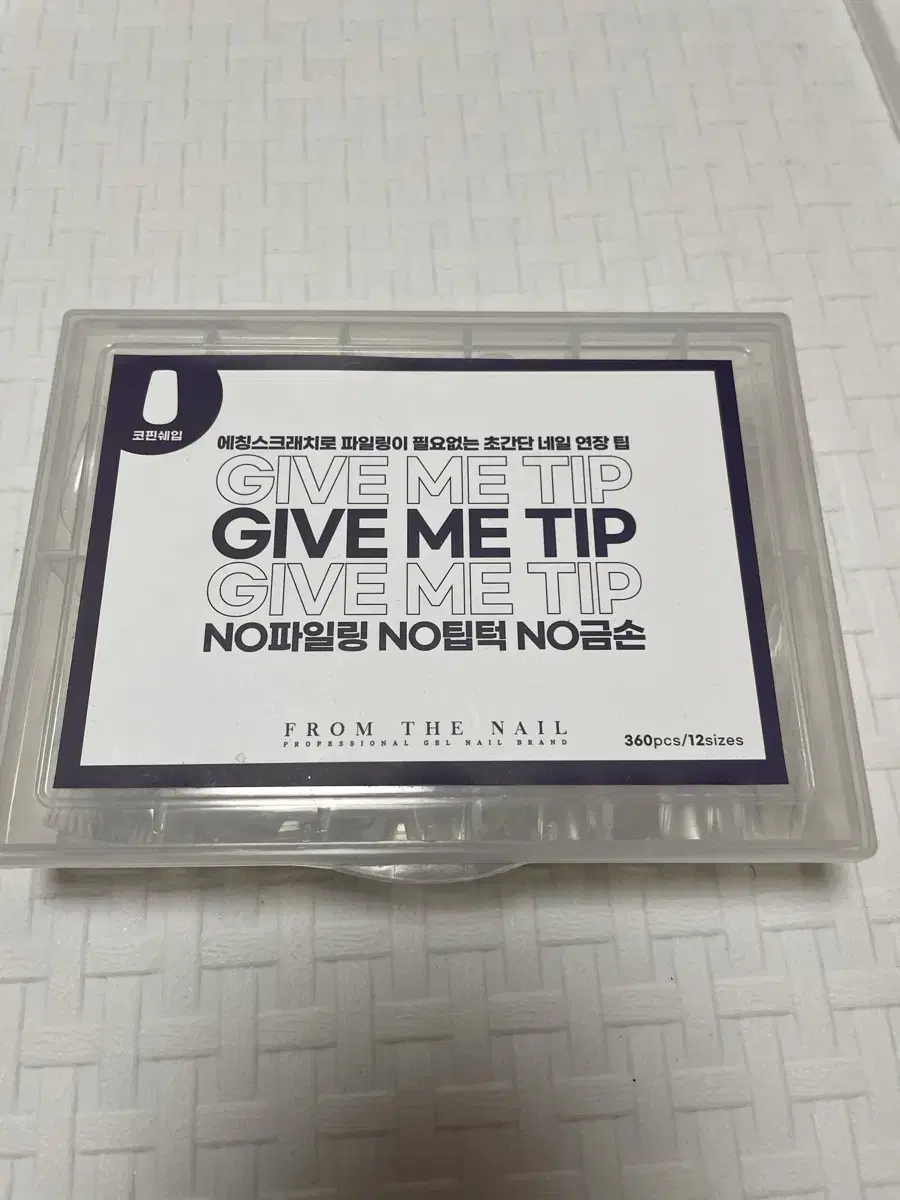 코핀쉐입
에칭스크래치로 파일링이 필요없는 초간단 네일 연장 팁
GIVE ME TIP
GIVE ME TIP
GIVE ME TIP
NO파일링 NO팁턱 NO금손
FROM THE NAIL
PROFESSIONAL GEL NAIL BRAND
360pcs/12sizes